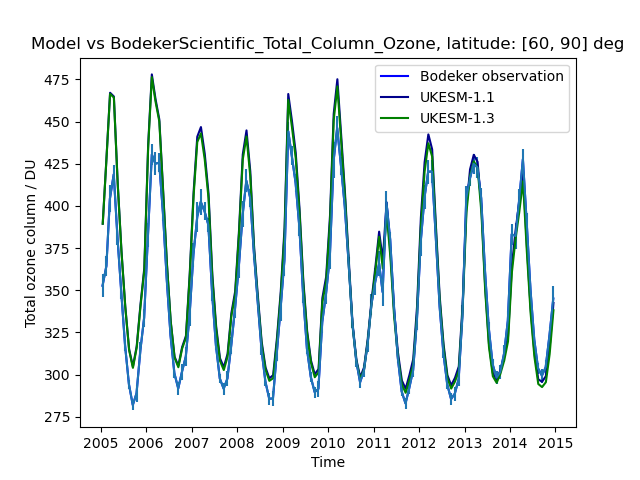 Model vs BodekerScientific_Total_Column_Ozone, latitude: [60, 90] deg
Total ozone column / DU
475
450
425
400
375
350
325
300
275
Bodeker observation
UKESM-1.1
UKESM-1.3
2005 2006 2007 2008 2009 2010 2011 2012 2013 2014 2015
Time